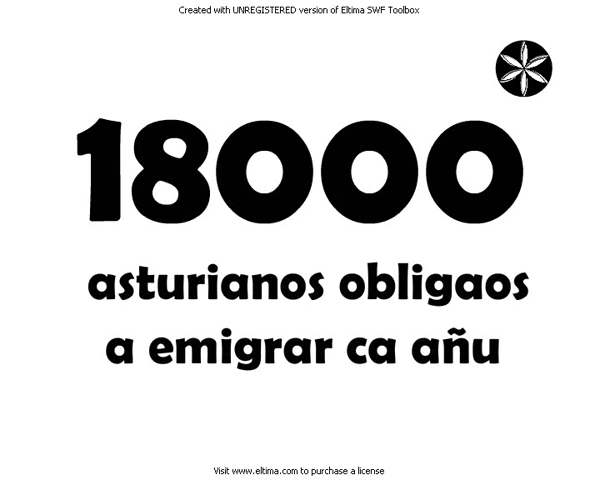 Created with UNREGISTERED version of Eltima SWF Toolbox
18000
asturianos obligaos
a emigrar ca añu
Visit www.eltima.com to purchase a license